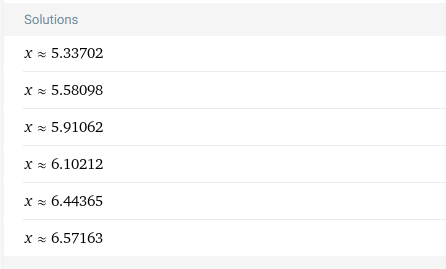 Solutions
x ≈ 5.33702
x ≈ 5.58098
x ≈ 5.91062
x ≈ 6.10212
x ≈ 6.44365
x ≈ 6.57163